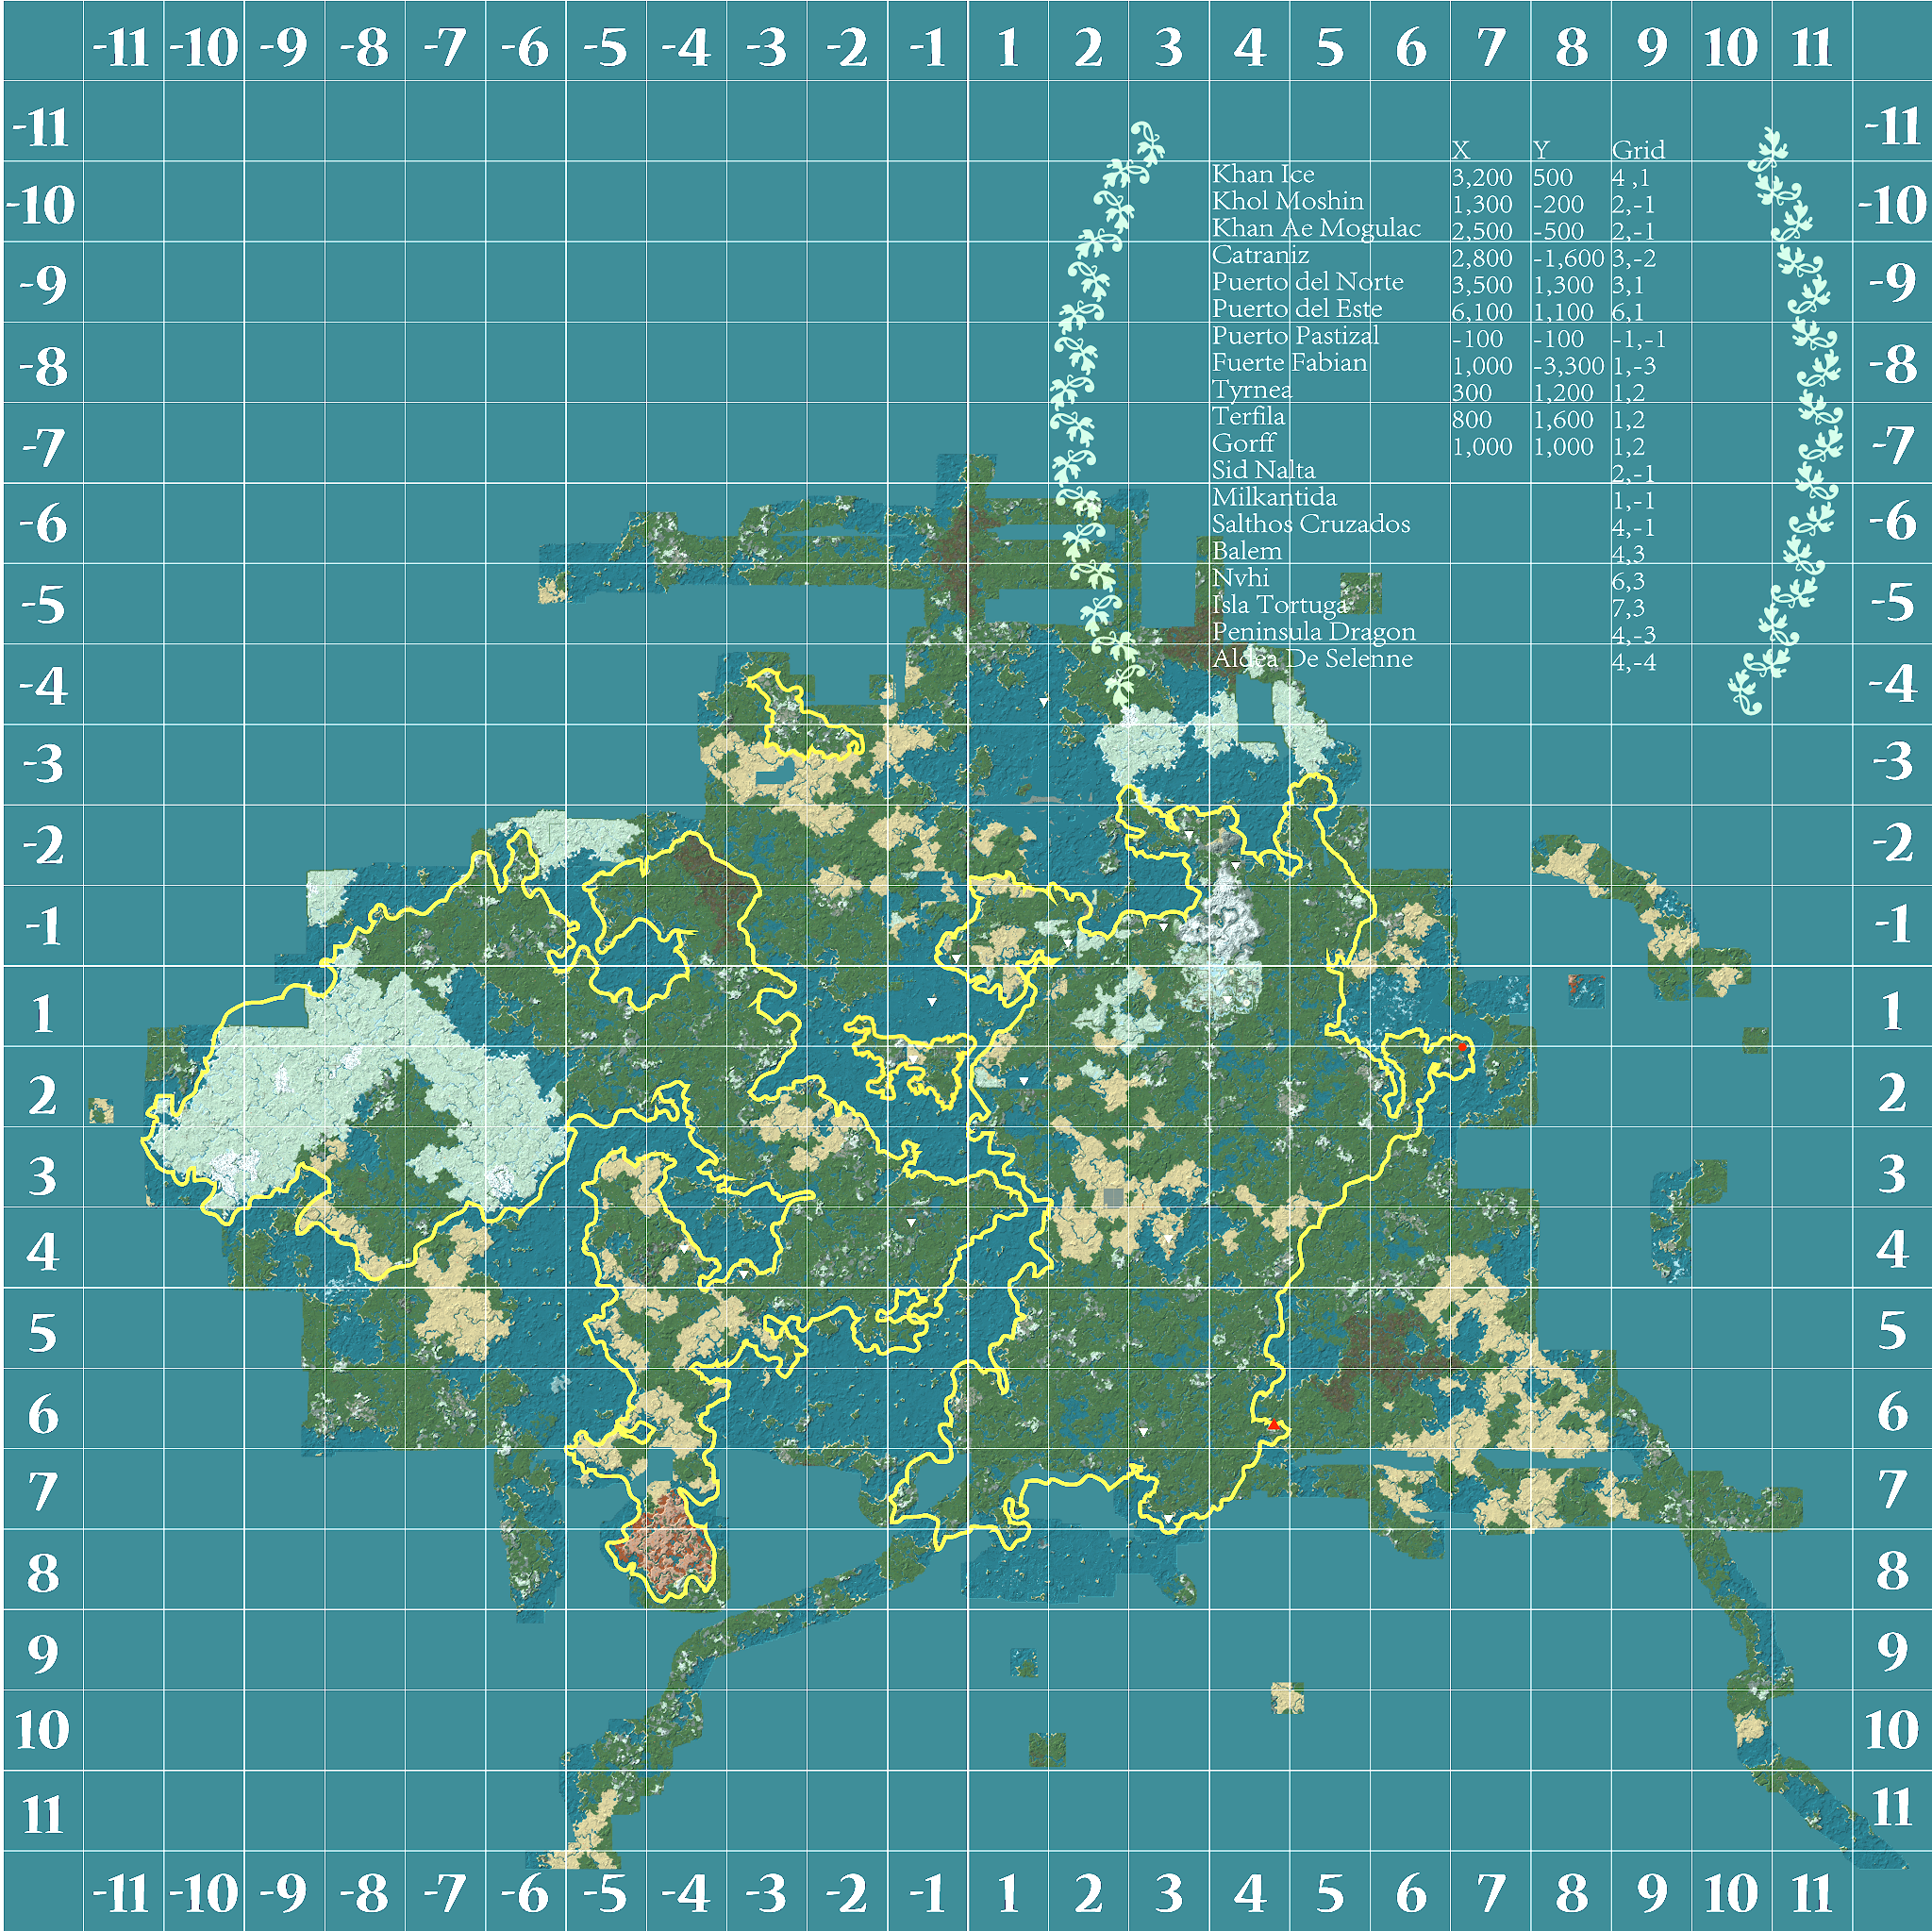 -11 -10 -9 -8 -7 -6 -5 -4 -3 -2 -1 1 2 3 4 5 6 7 8 9 10 11
-11 -11
X Y Grid
Khan Ice 3,200 500 4 ,1
-10 -10
Khol Moshin 1,300 -200 2,-1
Khan Ae Mogulac 2,500 -500 2,-1
Catraniz 2,800 -1,600 3,-2
-9 -9
Puerto del Norte 3,500 1,300 3,1
Puerto del Este 6,100 1,100 6,1
Puerto Pastizal -100 -100 -1,-1
-8 -8
Fuerte Fabian 1,000 -3,300 1,-3
Tyrnea 300 1,200 1,2
Terfila 800 1,600 1,2
-7 -7
Gorff 1,000 1,000 1,2
Sid Nalta 2,-1
Milkantida 1,-1
-6 -6
Salthos Cruzados 4,-1
Balem 4,3
Nvhi 6,3
-5 -5
Isla Tortuga 7,3
Peninsula Dragon 4,-3
Aldea De Selenne 4,-4
-4 -4
-3 -3
-2 -2
-1 -1
1 1
2 2
3 3
4 4
5 5
6 6
7 7
8 8
9 9
10 10
11 11
-11 -10 -9 -8 -7 -6 -5 -4 -3 -2 -1 1 2 3 4 5 6 7 8 9 10 11